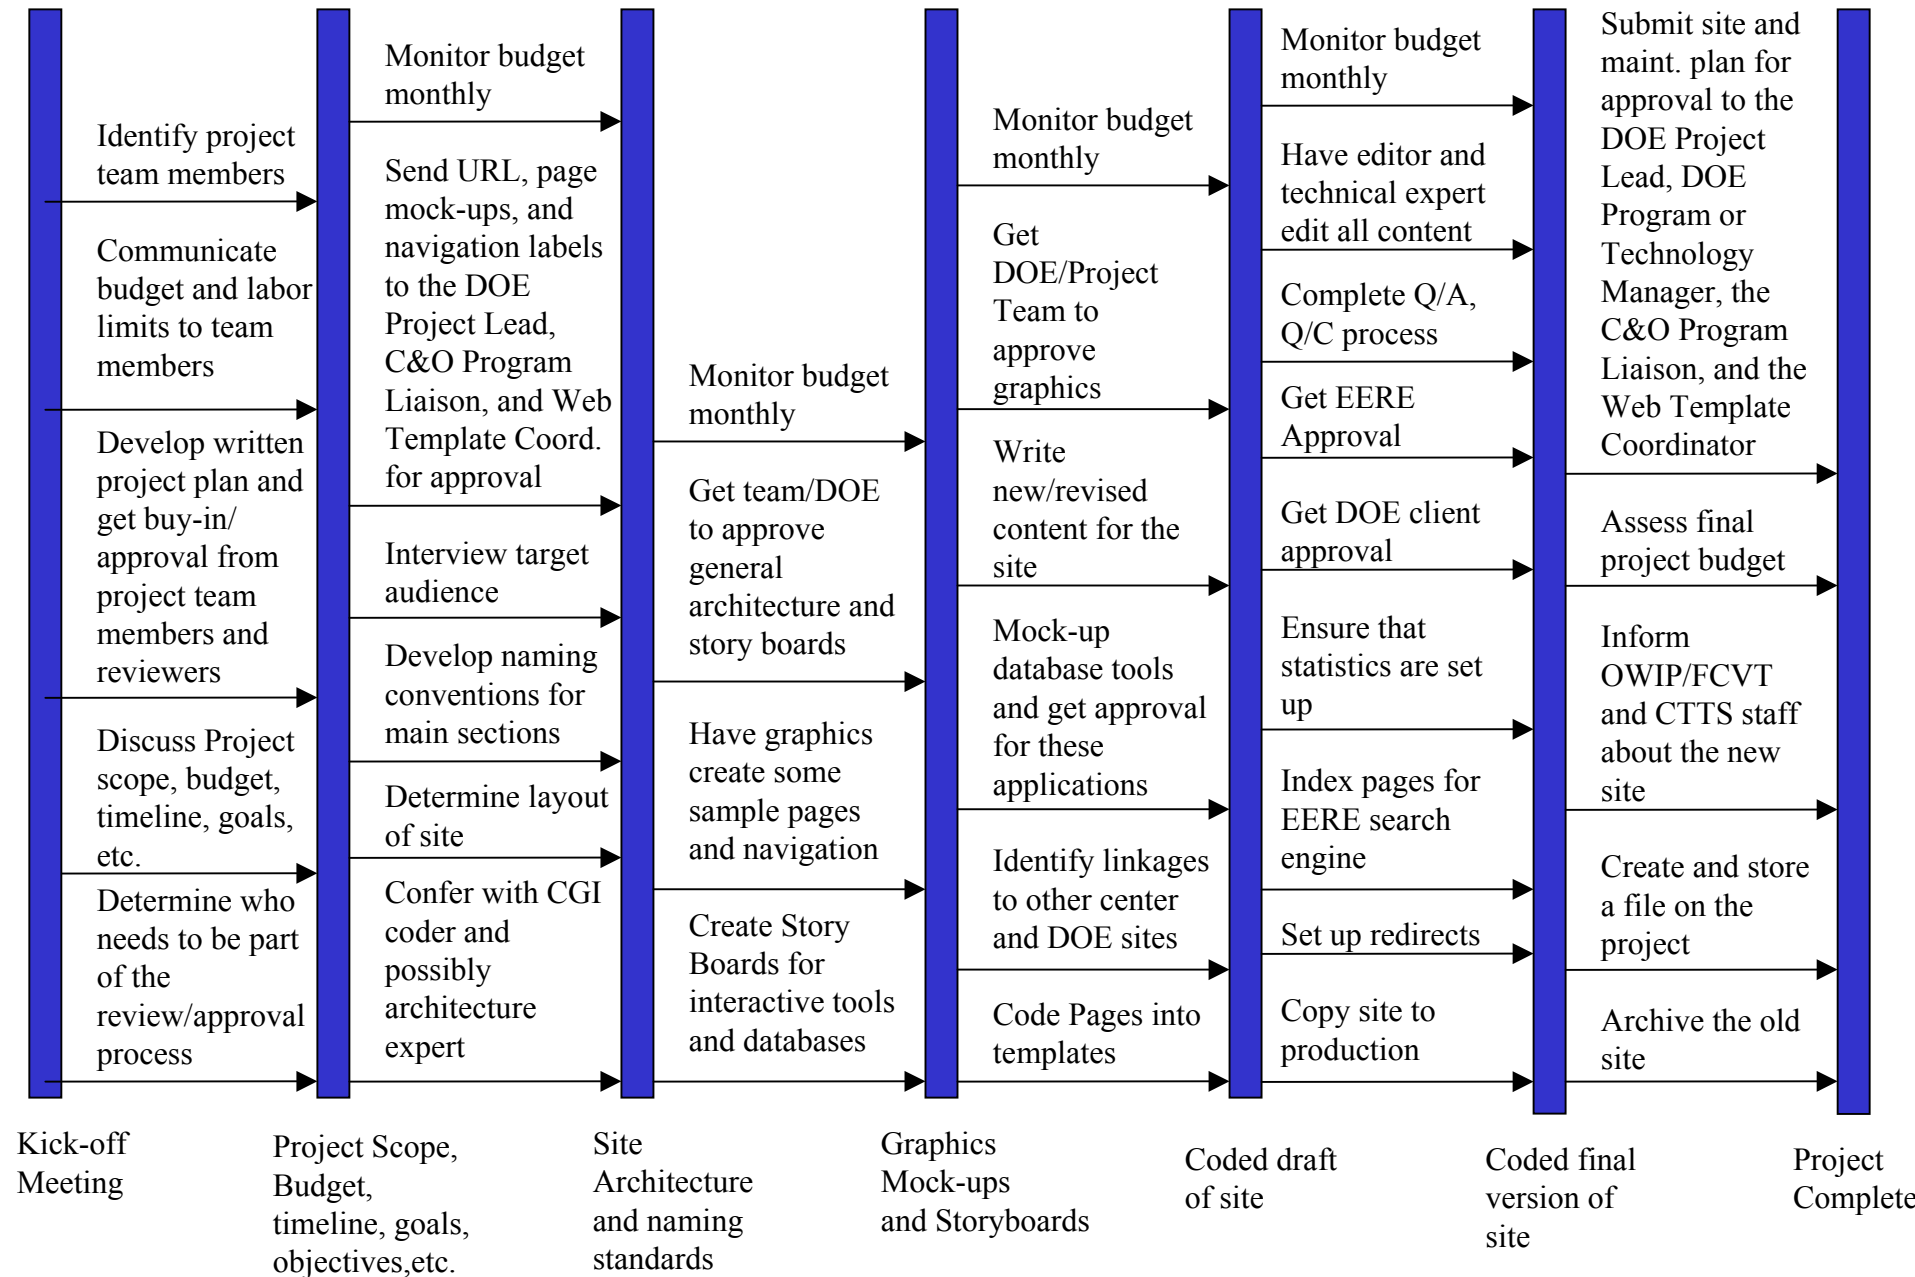 Identify project
team members
Communicate
budget and labor
limits to team
members
Develop written
project plan and
get buy-in/
approval from
project team
members and
reviewers
Discuss Project
scope, budget,
timeline, goals,
etc.
Determine who
needs to be part
of the
review/approval
process
Monitor budget
monthly
Send URL, page
mock-ups, and
navigation labels
to the DOE
Project Lead,
C&O Program
Liaison, and Web
Template Coord.
for approval
Interview target
audience
Develop naming
conventions for
main sections
Determine layout
of site
Confer with CGI
coder and
possibly
architecture
expert
Monitor budget
monthly
Get team/DOE
to approve
general
architecture and
story boards
Have graphics
create some
sample pages
and navigation
Create Story
Boards for
interactive tools
and databases
Monitor budget
monthly
Get
DOE/Project
Team to
approve
graphics
Write
new/revised
content for the
site
Mock-up
database tools
and get approval
for these
applications
Identify linkages
to other center
and DOE sites
Code Pages into
templates
Monitor budget
monthly
Have editor and
technical expert
edit all content
Complete Q/A,
Q/C process
Get EERE
Approval
Get DOE client
approval
Ensure that
statistics are set
up
Index pages for
EERE search
engine
Set up redirects
Copy site to
production
Submit site and
maint. plan for
approval to the
DOE Project
Lead, DOE
Program or
Technology
Manager, the
C&O Program
Liaison, and the
Web Template
Coordinator
Assess final
project budget
Inform
OWIP/FCVT
and CTTS staff
about the new
site
Create and store
a file on the
project
Archive the old
site
Kick-off
Meeting
Project Scope,
Budget,
timeline, goals,
objectives,etc.
Site
Architecture
and naming
standards
Graphics
Mock-ups
and Storyboards
Coded draft
of site
Coded final
version of
site
Project
Complete